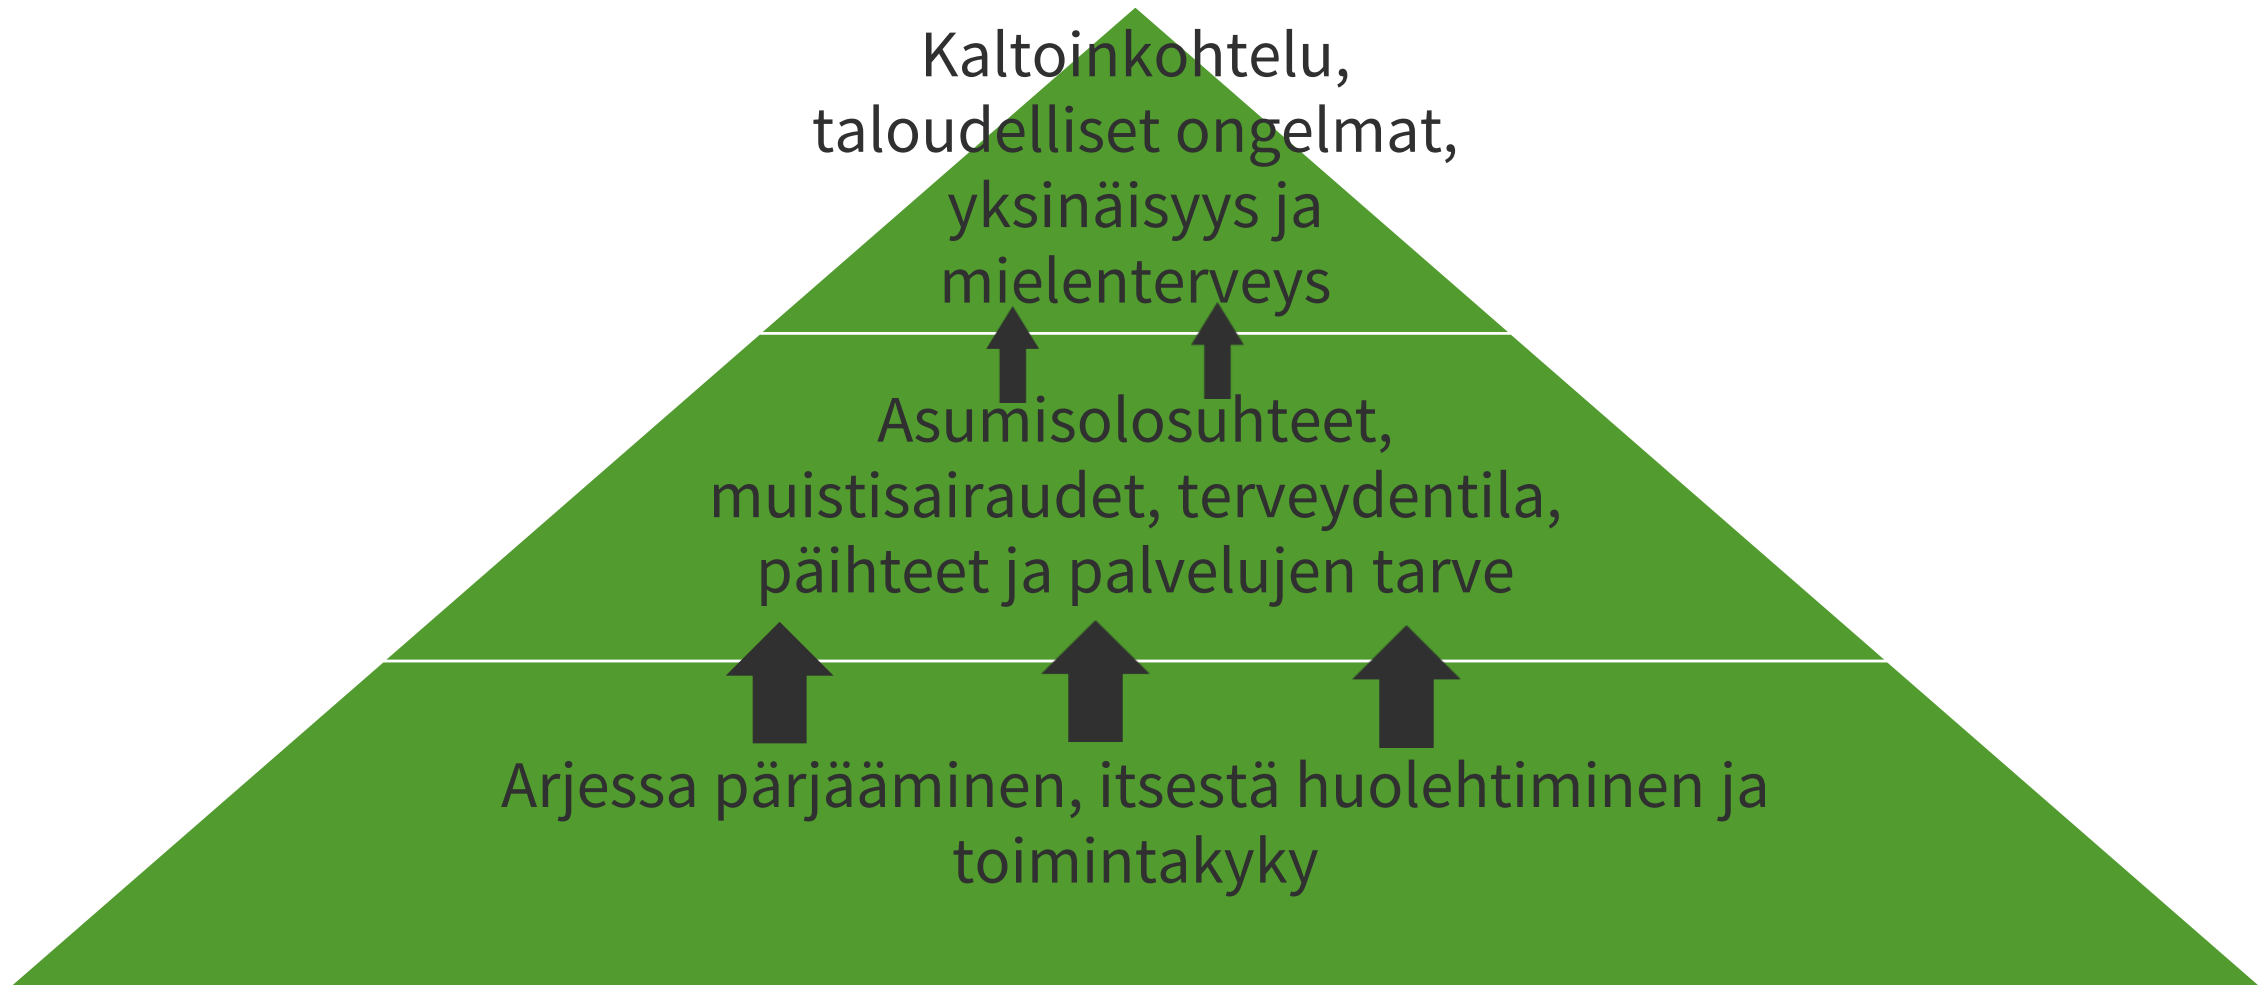 Kaltoinkohtelu,
taloudelliset ongelmat,
yksinäisyys ja
mielenterveys
Asumisolosuhteet,
muistisairaudet, terveydentila,
päihteet ja palvelujen tarve
Arjessa pärjääminen, itsestä huolehtiminen ja
toimintakyky